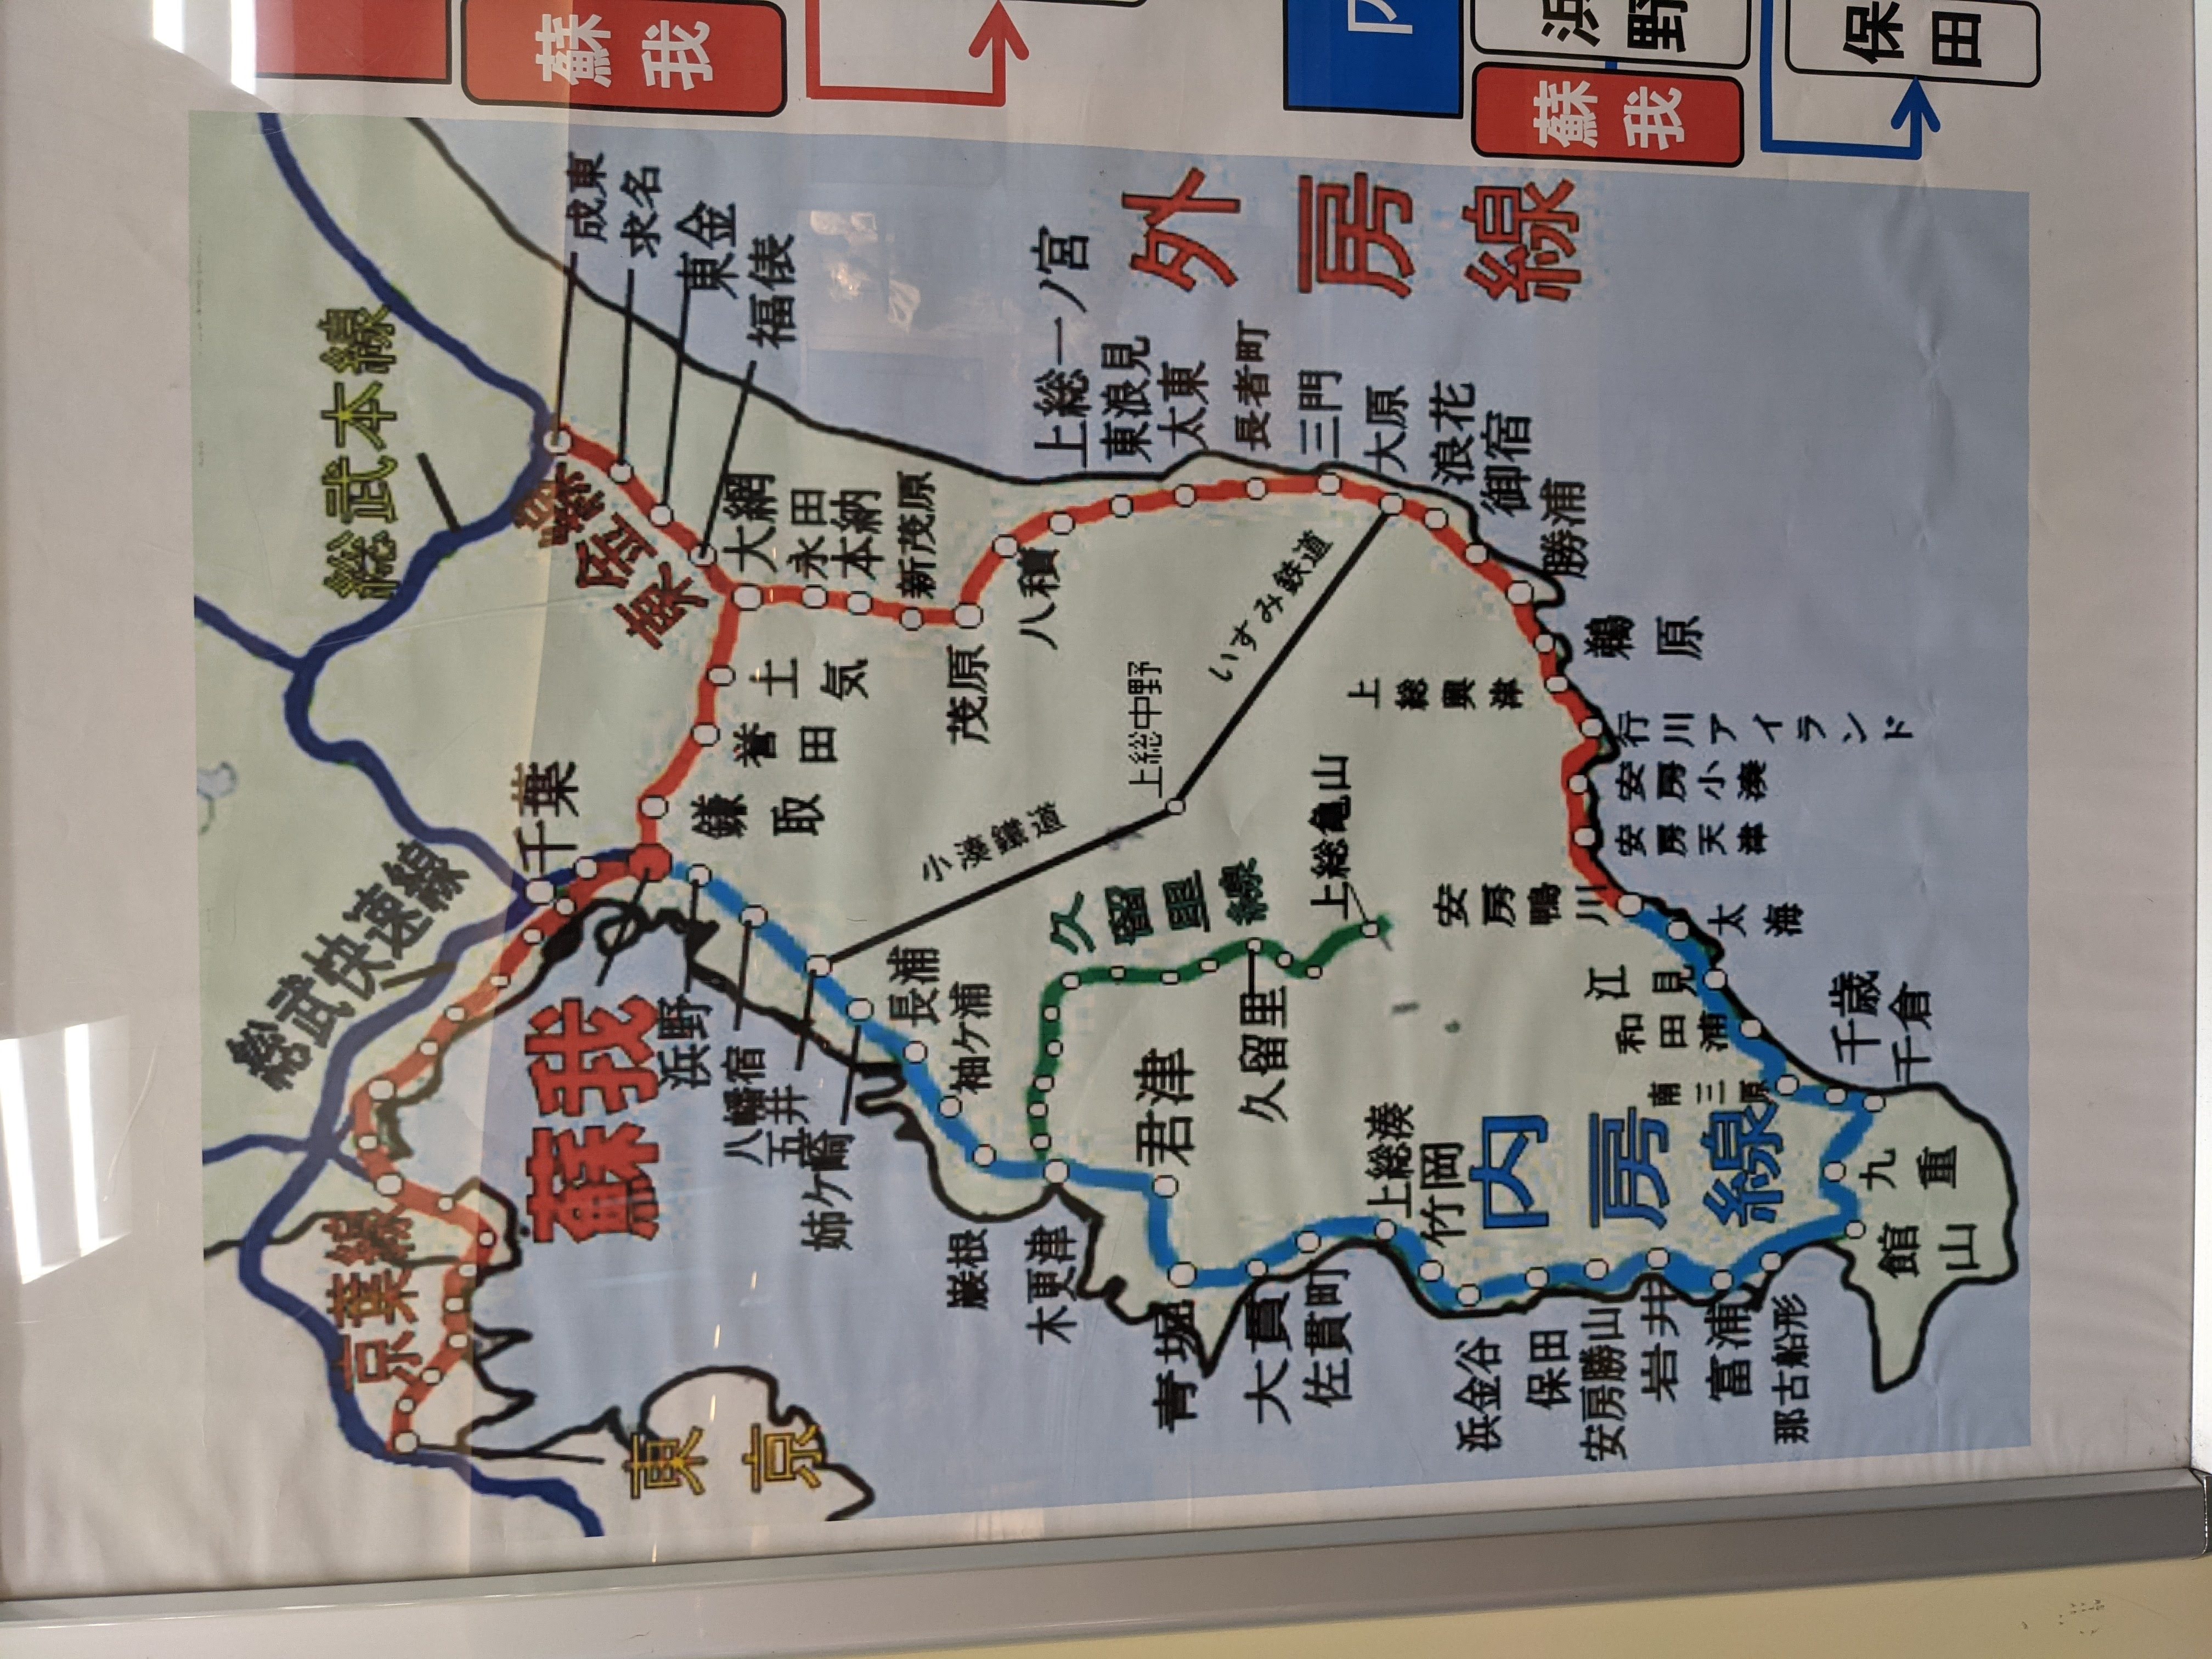 総武快速線
京葉線
総武本線
千葉
蘇我
東金線
成東
求名
東金
福俵
東京
浜野
八幡宿
五井
姉ケ崎
鎌取
誉田
土気
大網
永田
本納
新茂原
茂原
八積
長浦
袖ケ浦
巌根
木更津
小湊鐵道
久留里線
上総一ノ宮
東浪見
太東
長者町
三門
大原
浪花
御宿
勝浦
外房線
上総中野
いすみ鉄道
君津
青堀
大貫
佐貫町
久留里
上総亀山
上総湊
竹岡
浜金谷
保田
安房勝山
岩井
富浦
那古船形
内房線
館山
九重
千歳
千倉
南三原
和田浦
江見
太海
安房鴨川
安房天津
安房小湊
行川アイランド
上総興津
鵜原
蘇我
内
蘇我
浜野
保田